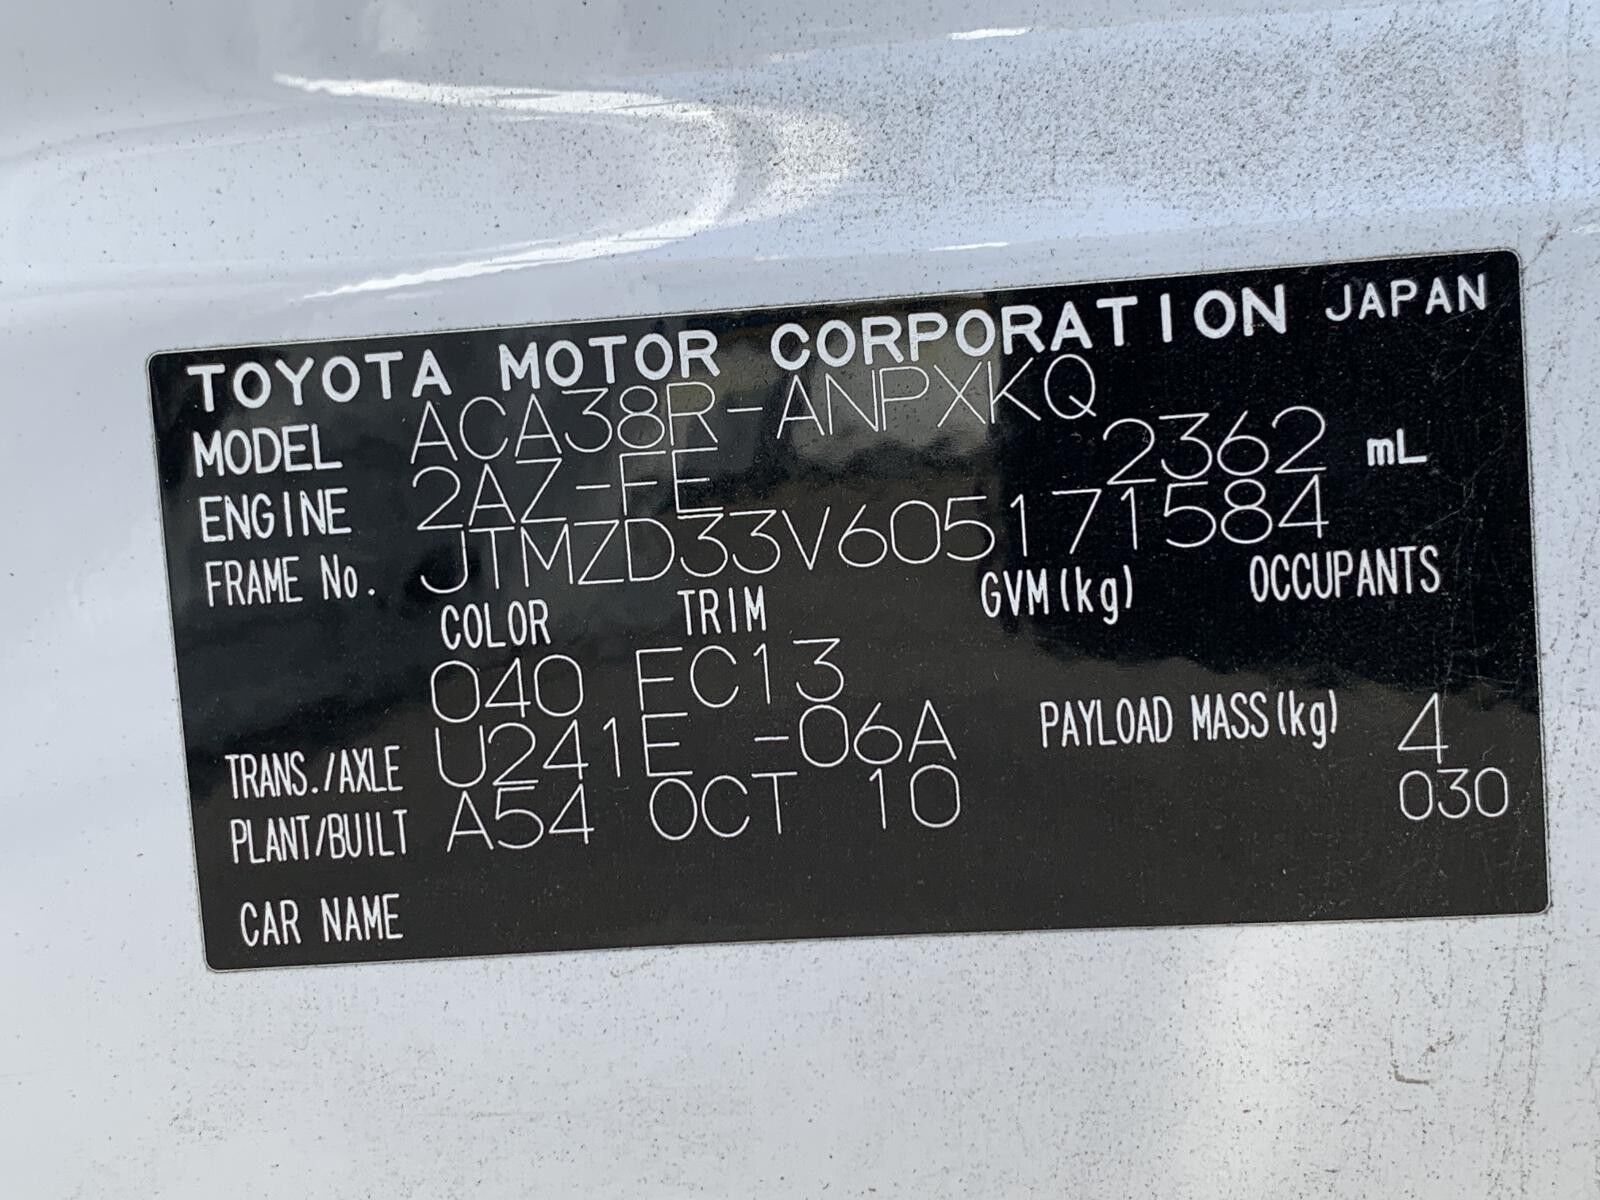 TOYOTA MOTOR CORPORATION JAPAN
MODEL ACA38R-ANPXKQ
ENGINE 2AZ-FE 2362 mL
FRAME No. JTMZD33V605171584
COLOR TRIM GVM(kg) OCCUPANTS
040 FC13
TRANS./AXLE U241E -06A PAYLOAD MASS(kg) 4
PLANT/BUILT A54 OCT 10 030
CAR NAME